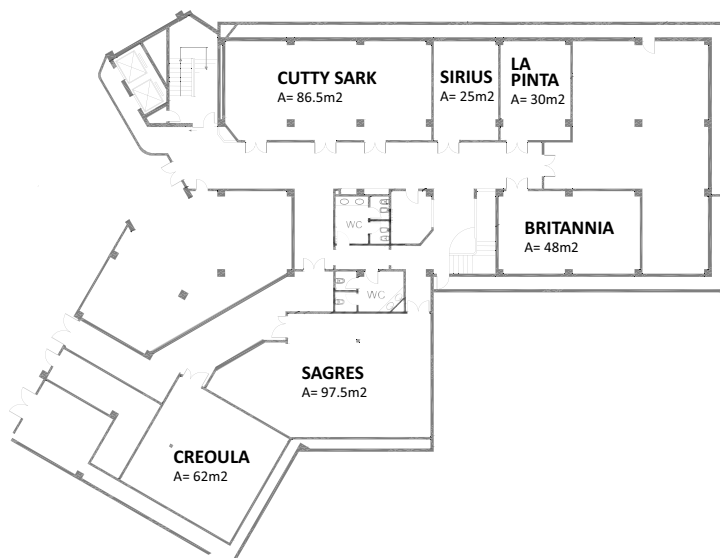 CUTTY SARK
A= 86.5m2
SIRIUS
A= 25m2
LA
PINTA
A= 30m2
WC
BRITANNIA
A= 48m2
WC
SAGRES
A= 97.5m2
CREOULA
A= 62m2